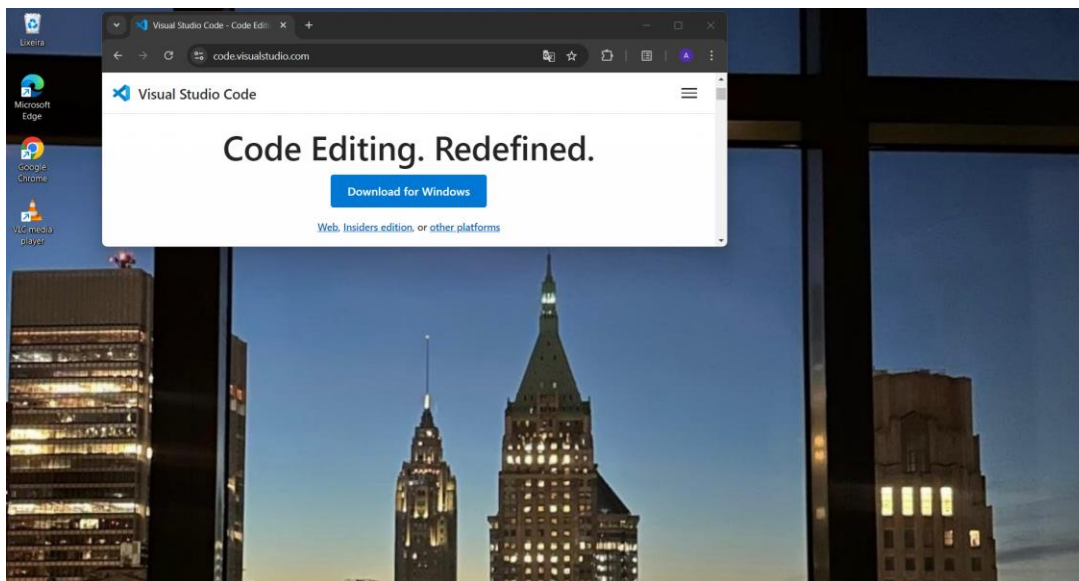 Lixeira
Microsoft
Edge
Google
Chrome
VLC media
player
Visual Studio Code - Code Edit
code.visualstudio.com
A
Visual Studio Code
Code Editing. Redefined.
Download for Windows
Web, Insiders edition, or other platforms